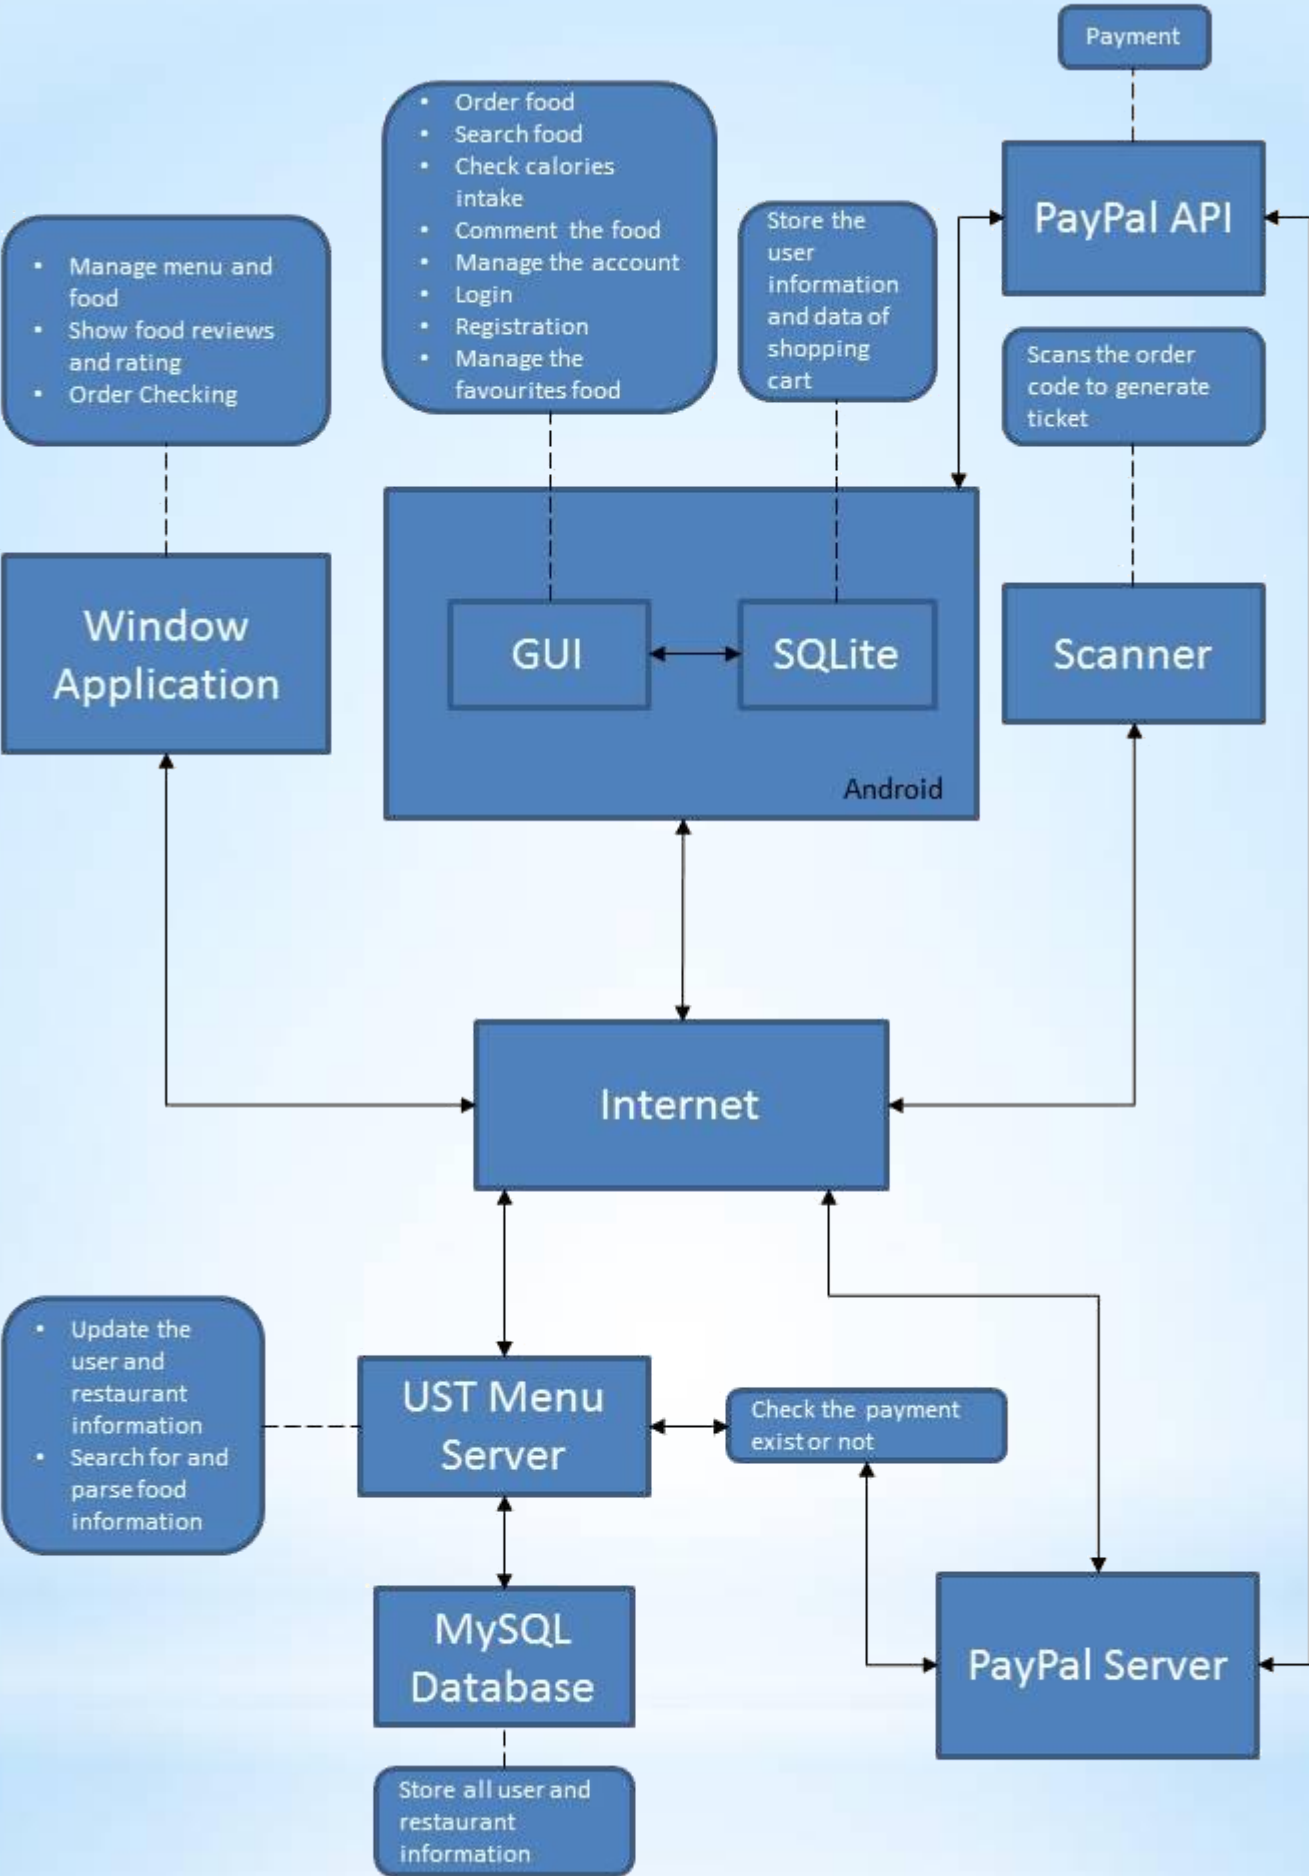 Payment
• Order food
• Search food
• Check calories
intake
• Comment the food
• Manage the account
• Login
• Registration
• Manage the
favourites food
PayPal API
Store the
user
information
and data of
shopping
cart
• Manage menu and
food
• Show food reviews
and rating
• Order Checking
Scans the order
code to generate
ticket
Window
Application
GUI
SQLite
Android
Scanner
Internet
• Update the
user and
restaurant
information
• Search for and
parse food
information
UST Menu
Server
Check the payment
exist or not
MySQL
Database
PayPal Server
Store all user and
restaurant
information